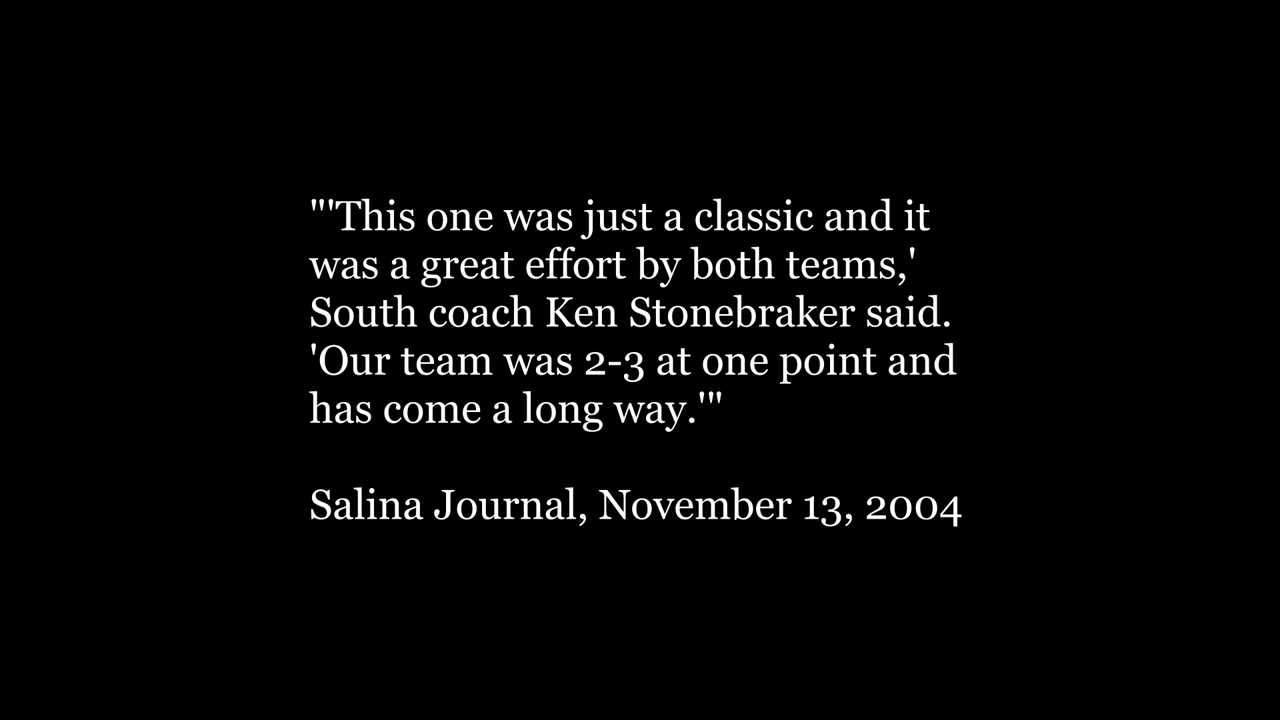 "'This one was just a classic and it
was a great effort by both teams,'
South coach Ken Stonebraker said.
'Our team was 2-3 at one point and
has come a long way.'"
Salina Journal, November 13, 2004